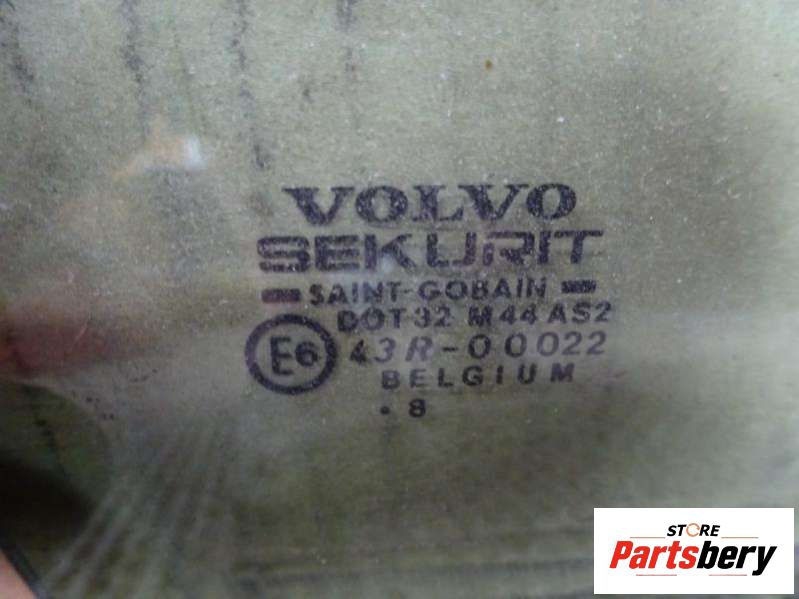 VOLVO
SEKURIT
SAINT-GOBAIN
DOT 32 M44 AS2
E6 43R-00022
BELGIUM
. 8
STORE
Partsbery